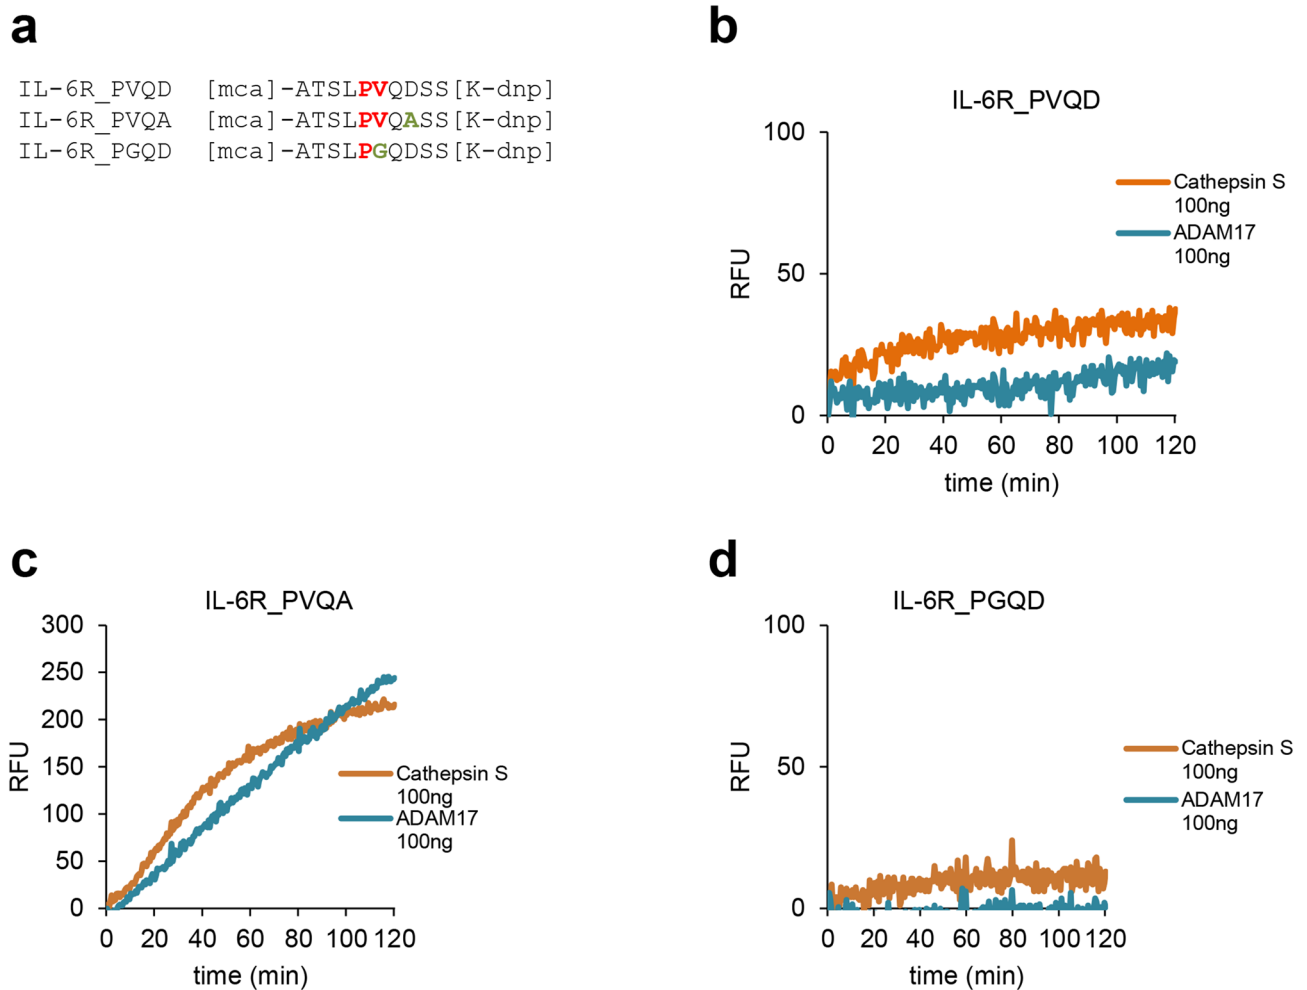 a
IL-6R_PVQD [mca]-ATSLPVQDSS[K-dnp]
IL-6R_PVQA [mca]-ATSLPVQASS[K-dnp]
IL-6R_PGQD [mca]-ATSLPGQDSS[K-dnp]
b
IL-6R_PVQD
100
50
0
RFU
Cathepsin S
100ng
ADAM17
100ng
0 20 40 60 80 100 120
time (min)
c
IL-6R_PVQA
300
250
200
150
100
50
0
RFU
Cathepsin S
100ng
ADAM17
100ng
0 20 40 60 80 100 120
time (min)
d
IL-6R_PGQD
100
50
0
RFU
Cathepsin S
100ng
ADAM17
100ng
0 20 40 60 80 100 120
time (min)